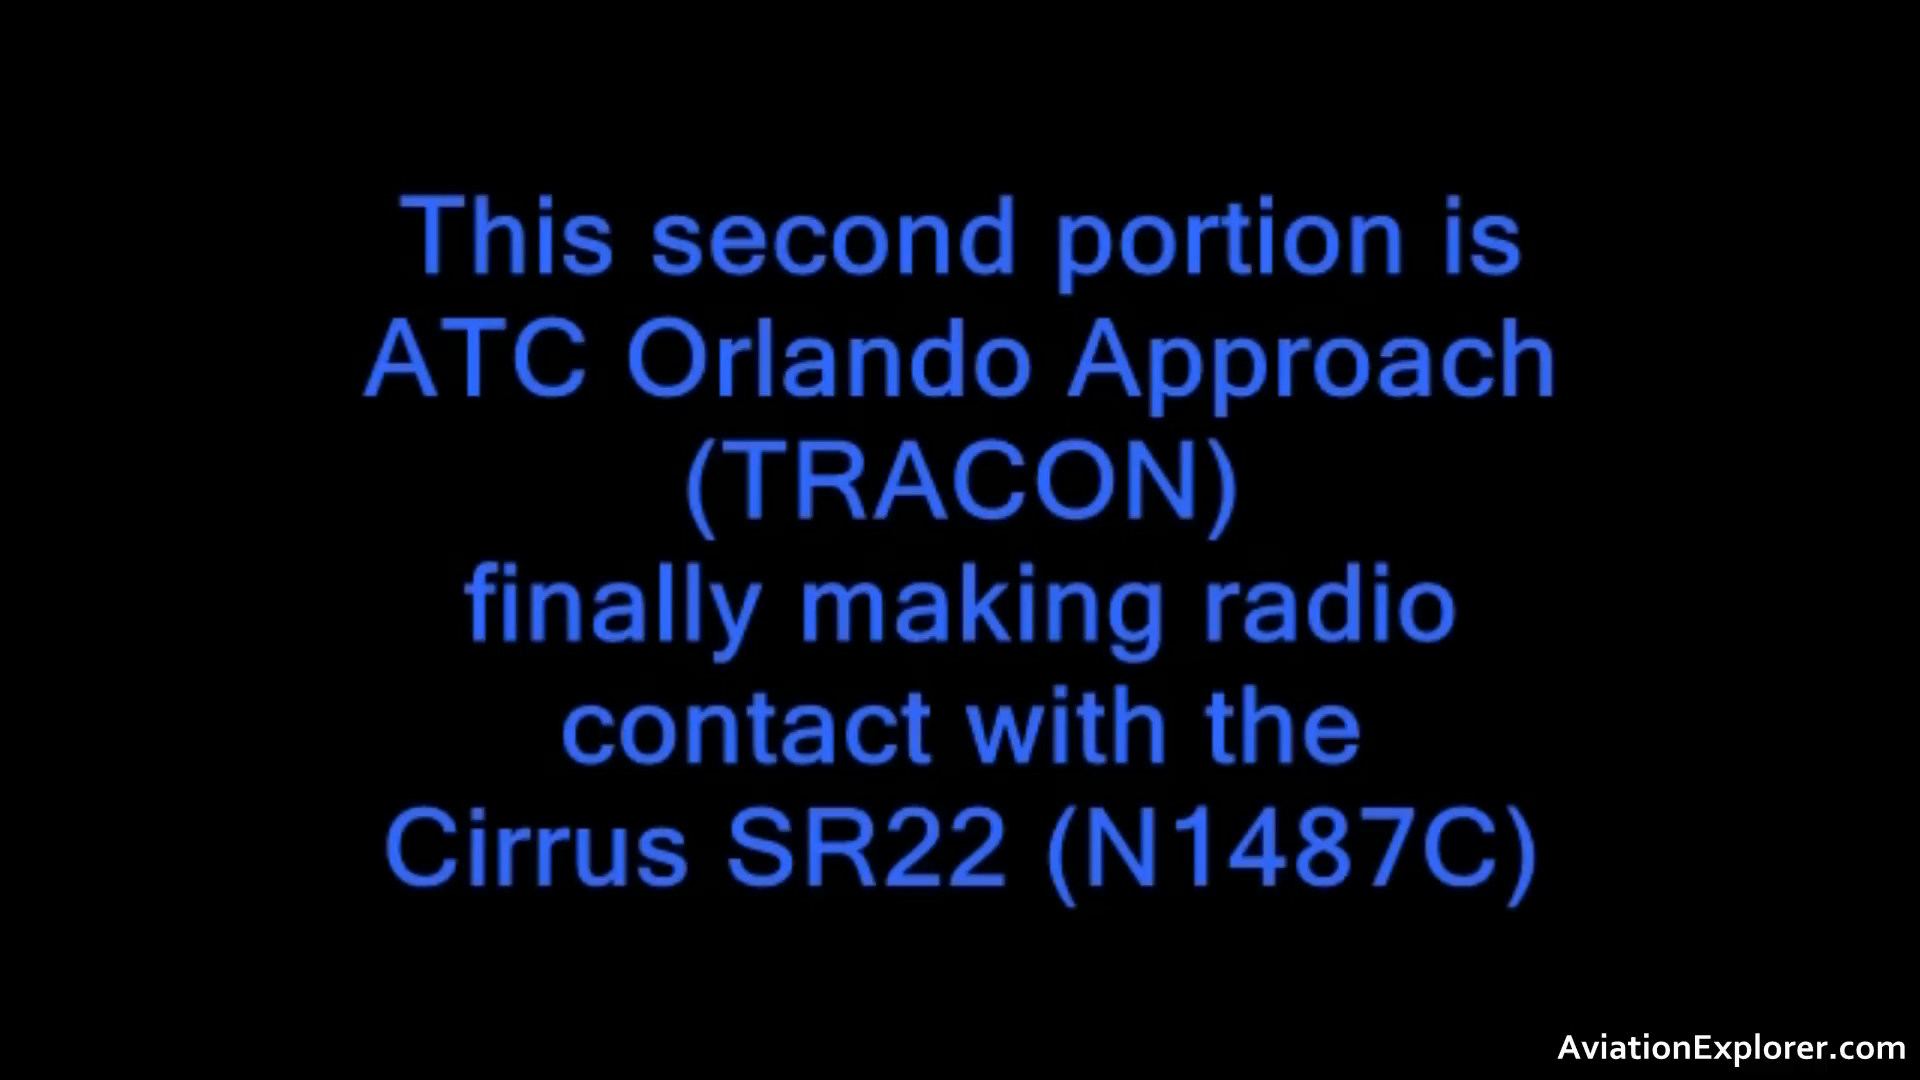 This second portion is
ATC Orlando Approach
(TRACON)
finally making radio
contact with the
Cirrus SR22 (N1487C)
AviationExplorer.com